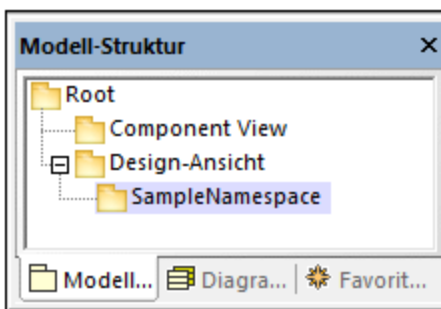 Modell-Struktur
Root
Component View
Design-Ansicht
SampleNamespace
Modell... Diagra... Favorit...